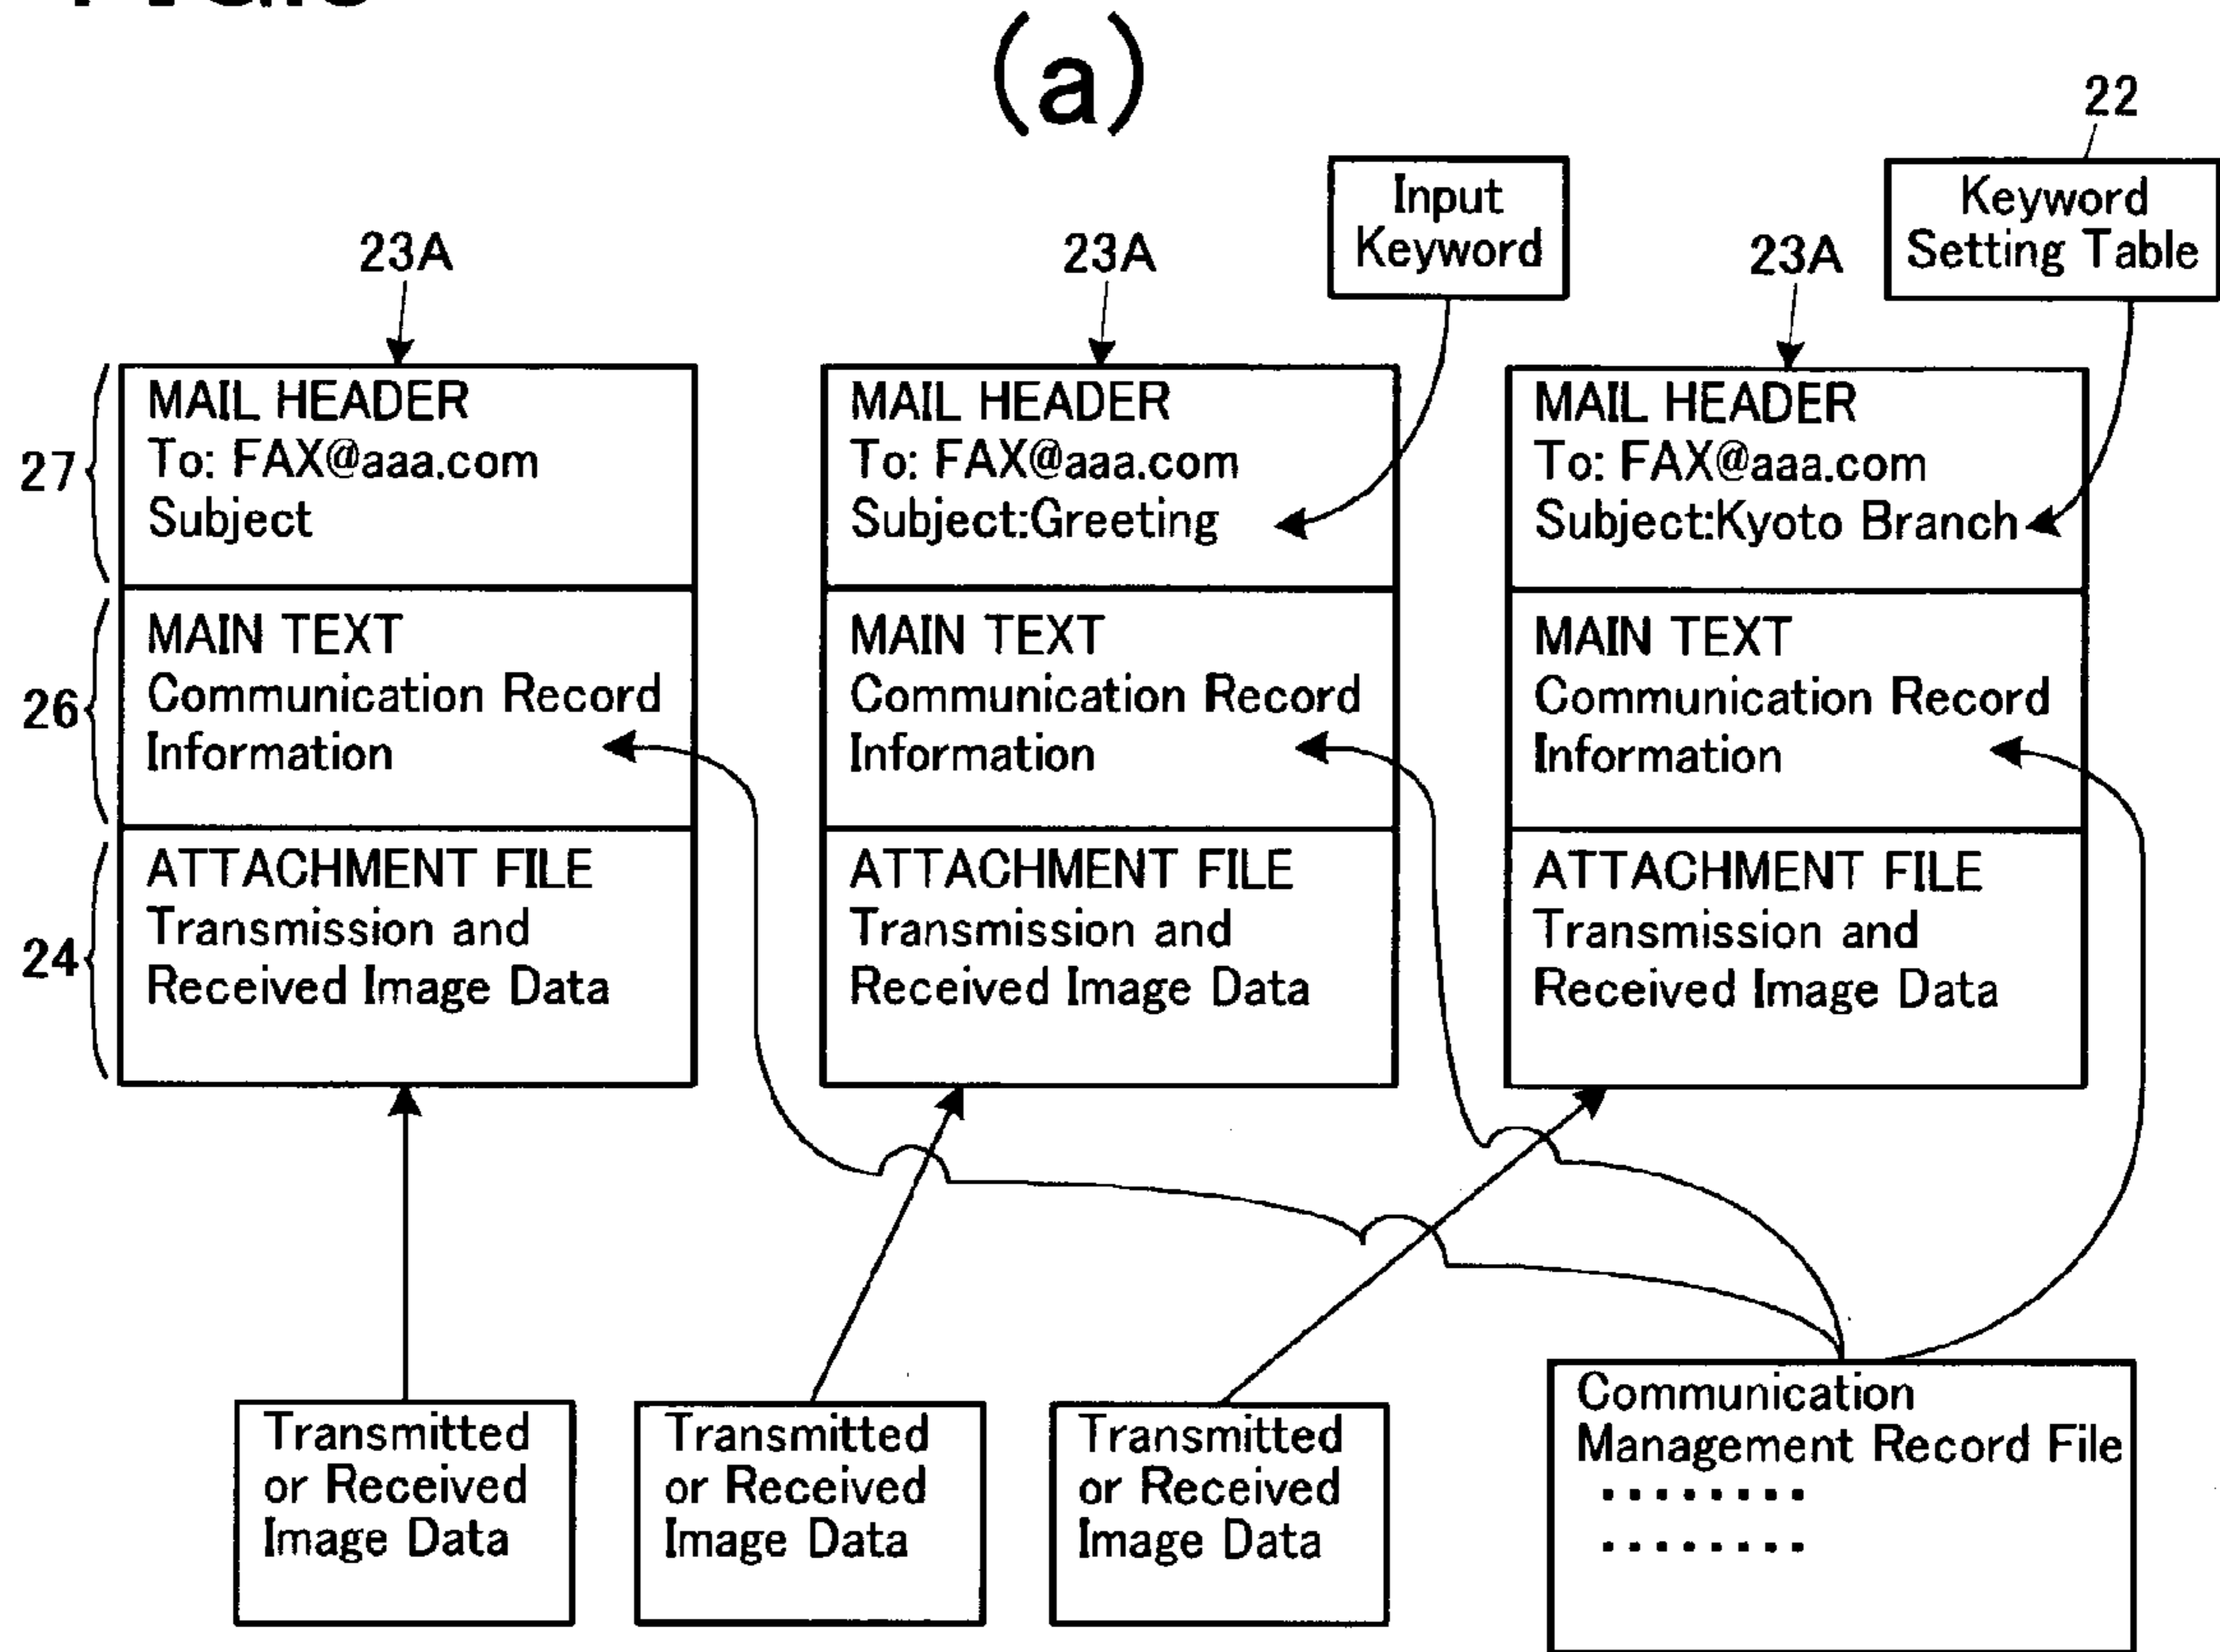 (a)
22
Input
Keyword
Keyword
Setting Table
23A
23A
23A
27
MAIL HEADER
To: FAX@aaa.com
Subject
MAIL HEADER
To: FAX@aaa.com
Subject:Greeting
MAIL HEADER
To: FAX@aaa.com
Subject:Kyoto Branch
26
MAIN TEXT
Communication Record
Information
MAIN TEXT
Communication Record
Information
MAIN TEXT
Communication Record
Information
24
ATTACHMENT FILE
Transmission and
Received Image Data
ATTACHMENT FILE
Transmission and
Received Image Data
ATTACHMENT FILE
Transmission and
Received Image Data
Transmitted
or Received
Image Data
Transmitted
or Received
Image Data
Transmitted
or Received
Image Data
Communication
Management Record File
........
........